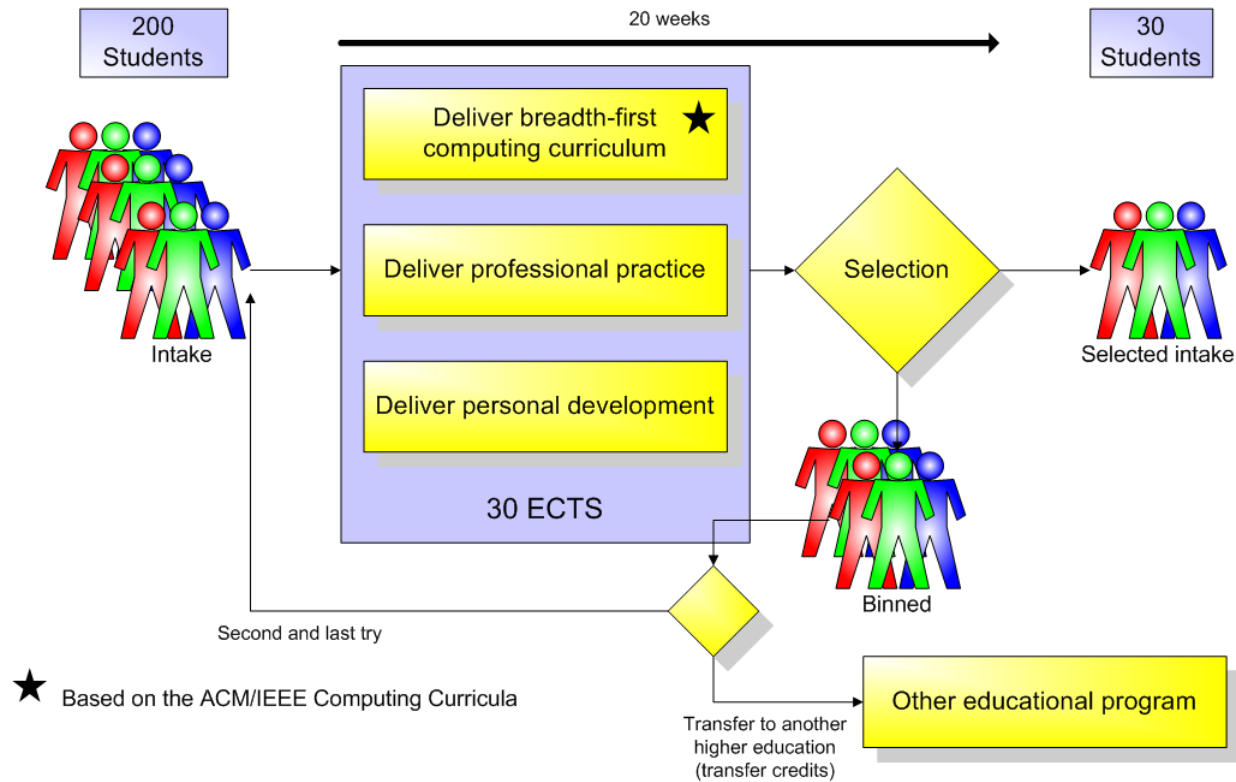 200
Students
20 weeks
30
Students
Deliver breadth-first
computing curriculum
Deliver professional practice
Selection
Intake
Selected intake
Deliver personal development
30 ECTS
Binned
Second and last try
Based on the ACM/IEEE Computing Curricula
Other educational program
Transfer to another
higher education
(transfer credits)